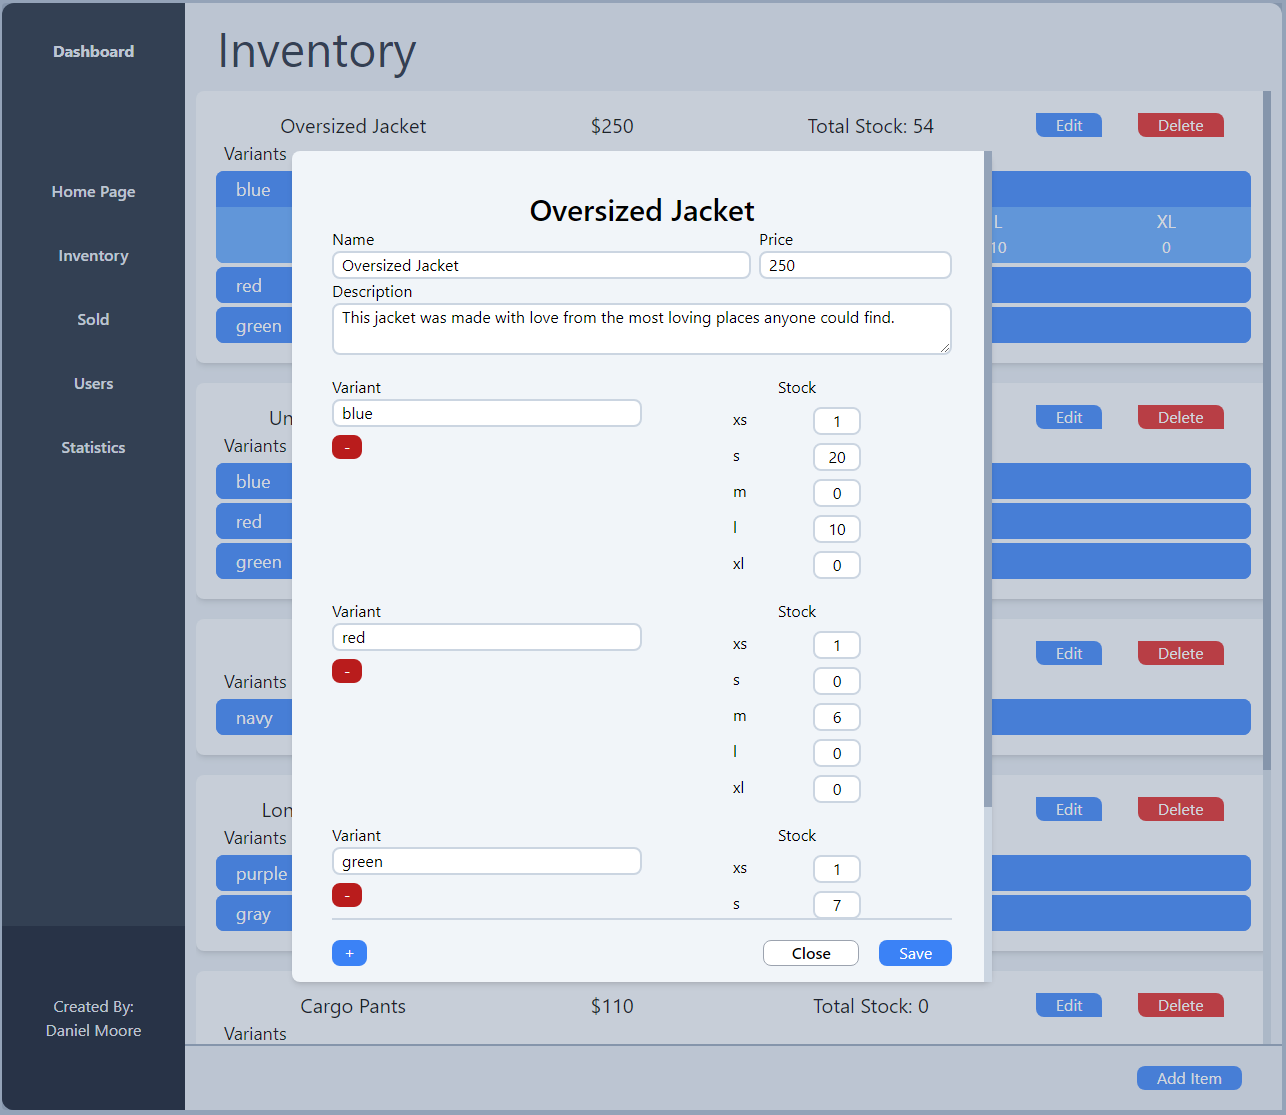 Dashboard
Home Page
Inventory
Sold
Users
Statistics
Created By:
Daniel Moore
Inventory
Oversized Jacket $250 Total Stock: 54 Edit Delete
Variants
blue
L XL
10 0
red
green
Edit Delete
Variants
blue
red
green
Edit Delete
Variants
navy
Edit Delete
Variants
purple
gray
Cargo Pants $110 Total Stock: 0 Edit Delete
Variants
Add Item
Oversized Jacket
Name Price
Oversized Jacket 250
Description
This jacket was made with love from the most loving places anyone could find.
Variant Stock
blue
-
xs 1
s 20
m 0
l 10
xl 0
Variant Stock
red
-
xs 1
s 0
m 6
l 0
xl 0
Variant Stock
green
-
xs 1
s 7
+ Close Save